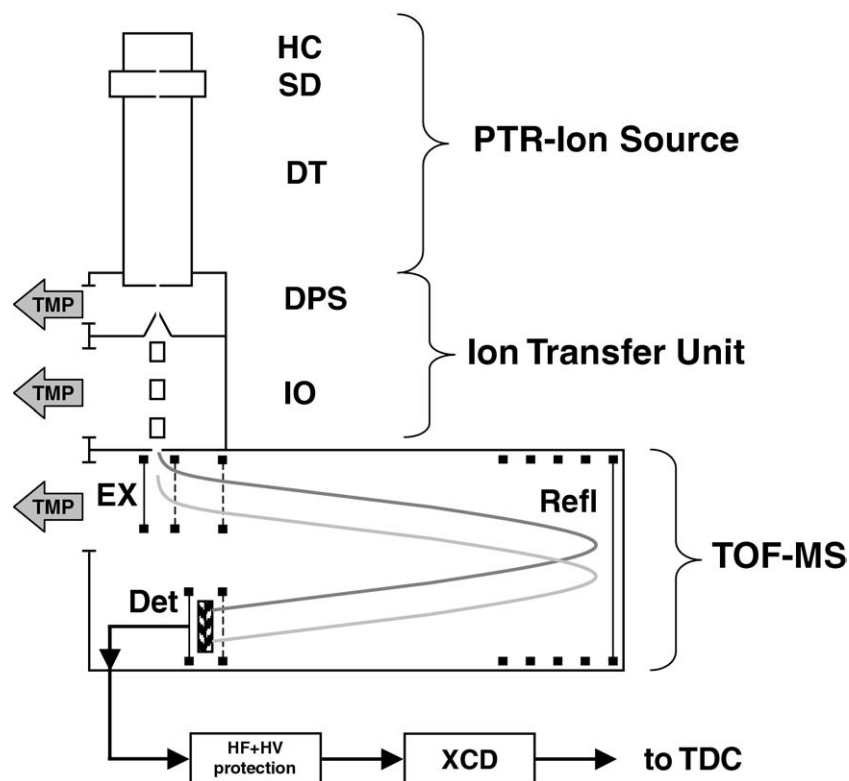 HC
SD
PTR-Ion Source
DT
TMP
DPS
Ion Transfer Unit
TMP
IO
EX
Refl
TMP
TOF-MS
Det
HF+HV
protection
XCD
to TDC